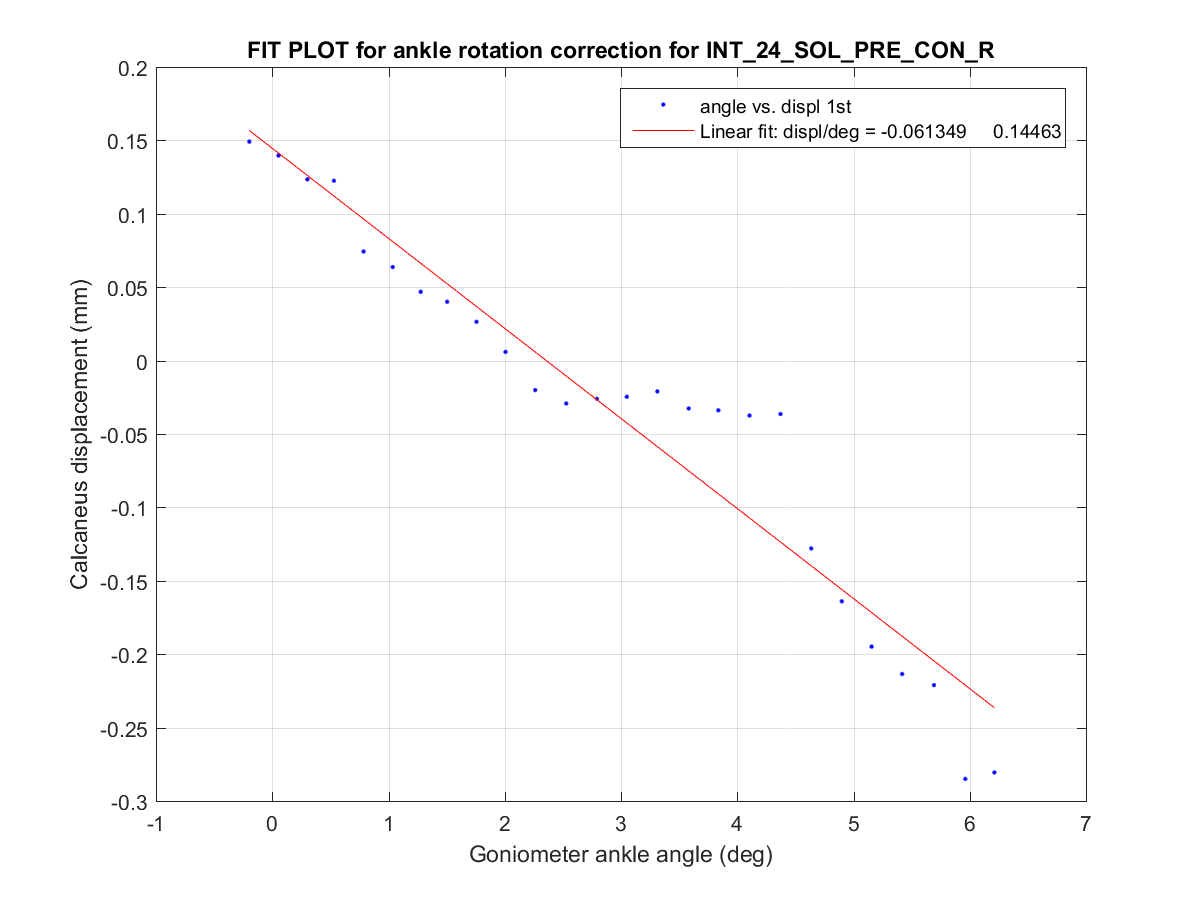 FIT PLOT for ankle rotation correction for INT_24_SOL_PRE_CON_R
angle vs. displ 1st
Linear fit: displ/deg = -0.061349 0.14463
0.2
0.15
0.1
0.05
0
-0.05
-0.1
-0.15
-0.2
-0.25
-0.3
Calcaneus displacement (mm)
-1 0 1 2 3 4 5 6 7
Goniometer ankle angle (deg)